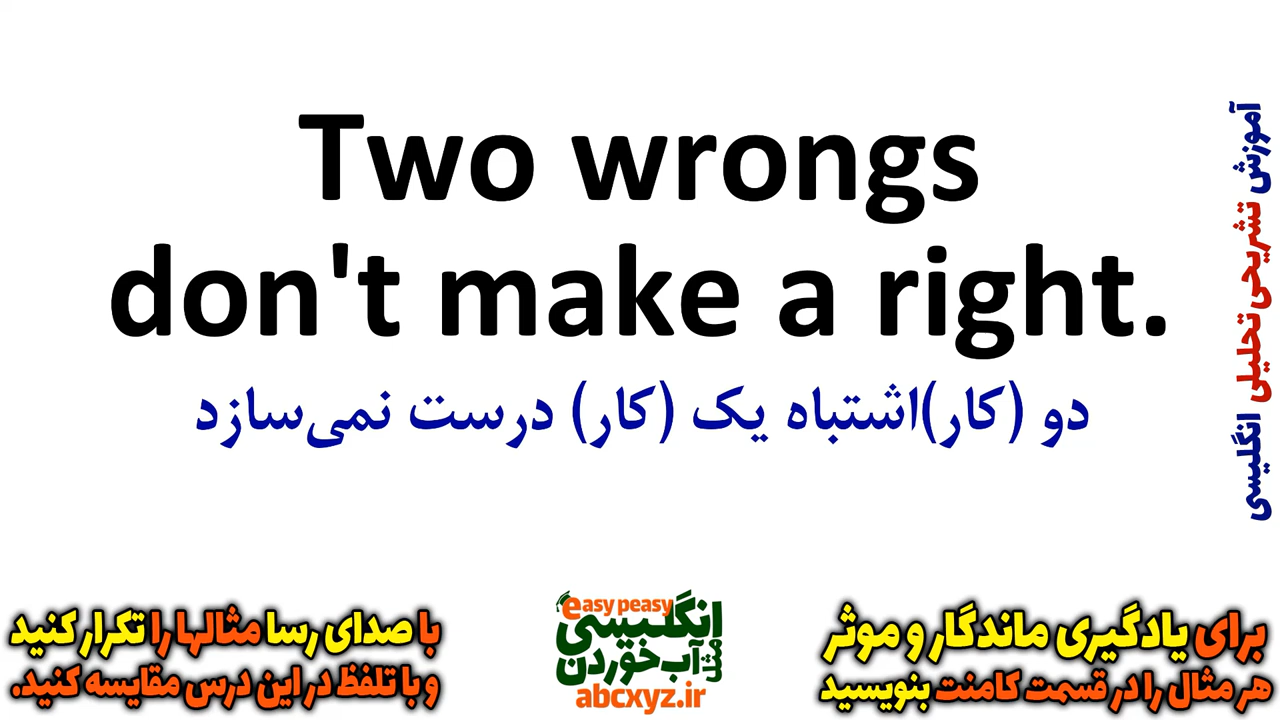 Two wrongs
don't make a right.
دو (کار)اشتباه یک (کار) درست نمی‌سازد
آموزش تشریحی تحلیلی انگلیسی
برای یادگیری ماندگار و موثر
هر مثال را در قسمت کامنت بنویسید
easy peasy
انگلیسی
مثل
آب خوردن
abcxyz.ir
با صدای رسا مثالها را تکرار کنید
و با تلفظ در این درس مقایسه کنید.